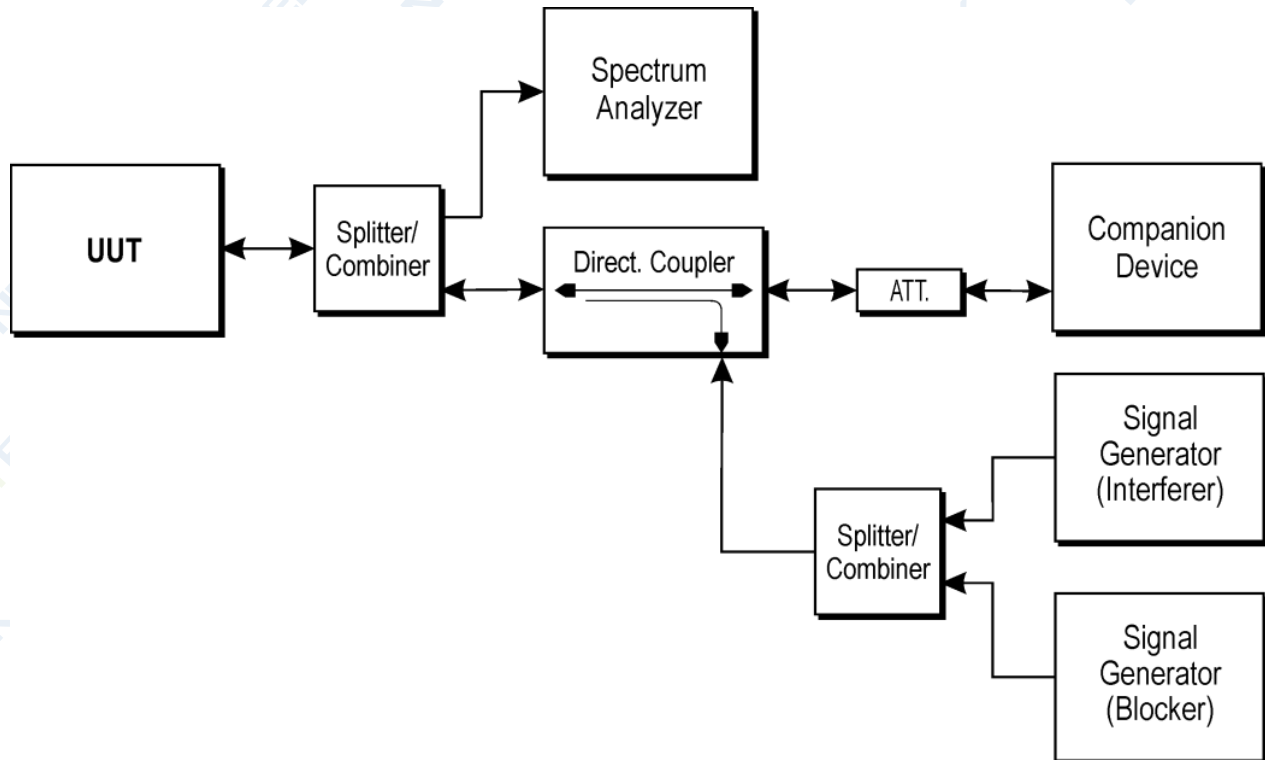 Spectrum
Analyzer
UUT
Splitter/
Combiner
Direct. Coupler
ATT.
Companion
Device
Signal
Generator
(Interferer)
Splitter/
Combiner
Signal
Generator
(Blocker)